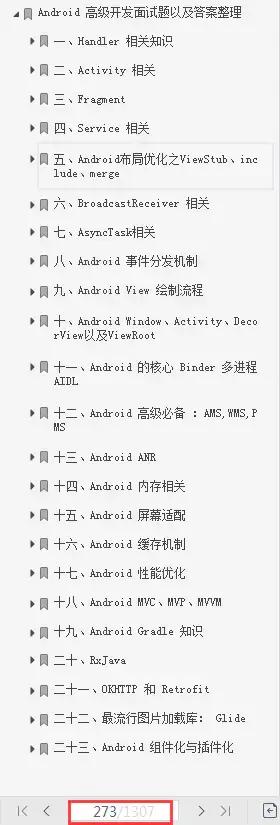 Android 高级开发面试题以及答案整理
一、Handler 相关知识
二、Activity 相关
三、Fragment
四、Service 相关
五、Android布局优化之ViewStub、inc
lude、merge
六、BroadcastReceiver 相关
七、AsyncTask相关
八、Android 事件分发机制
九、Android View 绘制流程
十、Android Window、Activity、Decor
View以及ViewRoot
十一、Android 的核心 Binder 多进程
AIDL
十二、Android 高级必备 : AMS,WMS,P
MS
十三、Android ANR
十四、Android 内存相关
十五、Android 屏幕适配
十六、Android 缓存机制
十七、Android 性能优化
十八、Android MVC、MVP、MVVM
十九、Android Gradle 知识
二十、RxJava
二十一、OKHTTP 和 Retrofit
二十二、最流行图片加载库: Glide
二十三、Android 组件化与插件化
273/1307